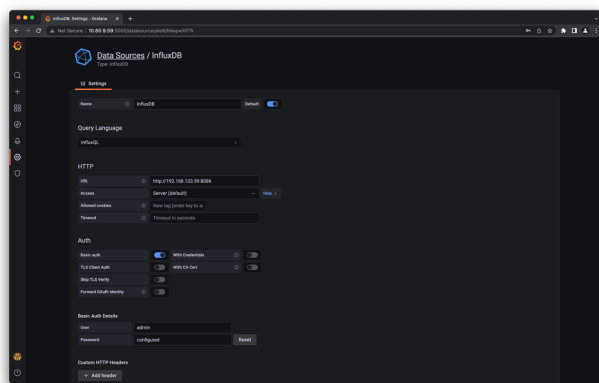 InfluxDB: Settings - Grafana
Not Secure
10.60.9.59:3000/datasources/edit/
Data Sources / InfluxDB
Type: InfluxDB
Settings
Name
InfluxDB
Default
Query Language
InfluxQL
HTTP
URL
http://192.168.123.59:8086
Access
Server (default)
Help >
Allowed cookies
New tag (enter key to a
Timeout
Timeout in seconds
Auth
Basic auth
With Credentials
TLS Client Auth
With CA Cert
Skip TLS Verify
Forward OAuth Identity
Basic Auth Details
User
admin
Password
configured
Reset
Custom HTTP Headers
+ Add header